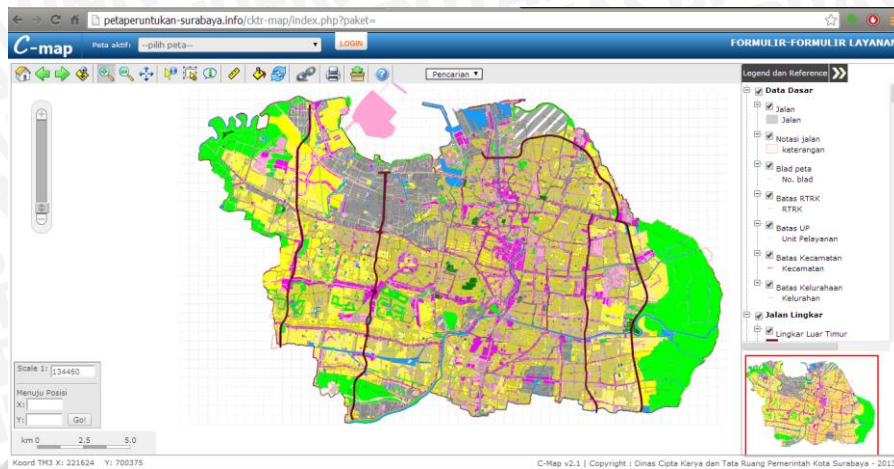 petaperuntukan-surabaya.info/cktr-map/index.php?paket=
C-map
Peta aktif:
--pilih peta--
LOGIN
FORMULIR-FORMULIR LAYANAN
Pencarian
Legend dan Reference
Data Dasar
Jalan
Jalan
Notasi jalan
keterangan
Blad peta
No. blad
Batas RTRK
RTRK
Batas UP
Unit Pelayanan
Batas Kecamatan
Kecamatan
Batas Kelurahaan
Kelurahan
Jalan Lingkar
Lingkar Luar Timur
Scale 1: 134460
Menuju Posisi
X:
Y:
Go!
km 0 2.5 5.0
Koord TM3 X: 221624 Y: 700375
C-Map v2.1 | Copyright : Dinas Cipta Karya dan Tata Ruang Pemerintah Kota Surabaya - 2013